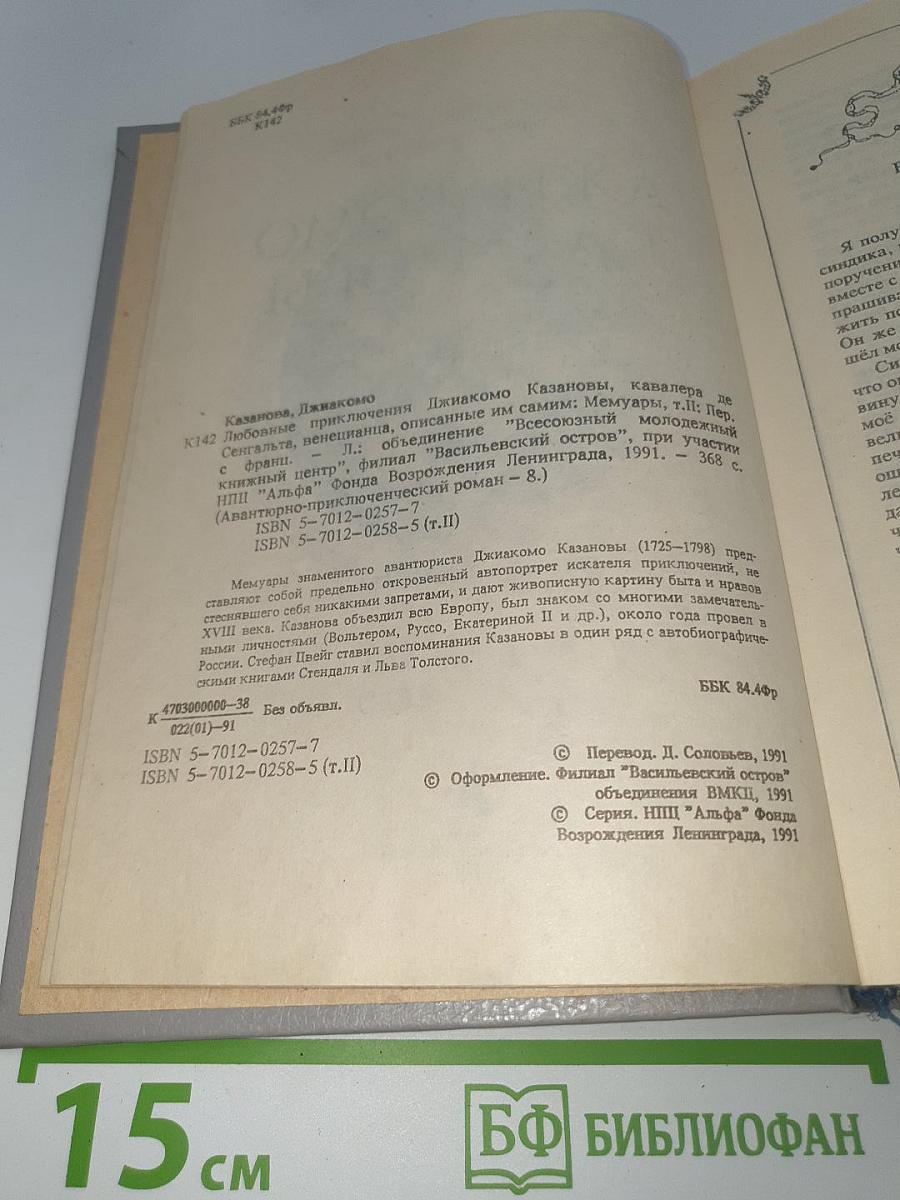 ББК 84.4Фр
К142
Казанова, Джиакомо
К142 Любовные приключения Джиакомо Казановы, кавалера де
Сенгальта, венецианца, описанные им самим: Мемуары, т.II: Пер.
с франц. – Л.: объединение "Всесоюзный молодежный
книжный центр", филиал "Васильевский остров", при участии
НПЦ "Альфа" Фонда Возрождения Ленинграда, 1991. – 368 с.
(Авантюрно-приключенческий роман – 8.)
ISBN 5–7012–0257–7
ISBN 5–7012–0258–5 (т.II)
Мемуары знаменитого авантюриста Джиакомо Казановы (1725–1798) пред-
ставляют собой предельно откровенный автопортрет искателя приключений, не
стеснявшего себя никакими запретами, и дают живописную картину быта и нравов
XVIII века. Казанова объездил всю Европу, был знаком со многими замечатель-
ными личностями (Вольтером, Руссо, Екатериной II и др.), около года провел в
России. Стефан Цвейг ставил воспоминания Казановы в один ряд с автобиографиче-
скими книгами Стендаля и Льва Толстого.
ББК 84.4Фр
К 4703000000–38
022(01)–91
Без объявл.
ISBN 5–7012–0257–7
ISBN 5–7012–0258–5 (т.II)
© Перевод. Д. Соловьев, 1991
© Оформление. Филиал "Васильевский остров"
объединения ВМКЦ, 1991
© Серия. НПЦ "Альфа" Фонда
Возрождения Ленинграда, 1991
Я полу
синдика,
поручени
вместе с
прашива
жить по
Он же
шёл мо
Си
что он
вину
моё
вели
печ
ош
ле
да
15 см
БФ БИБЛИОФАН